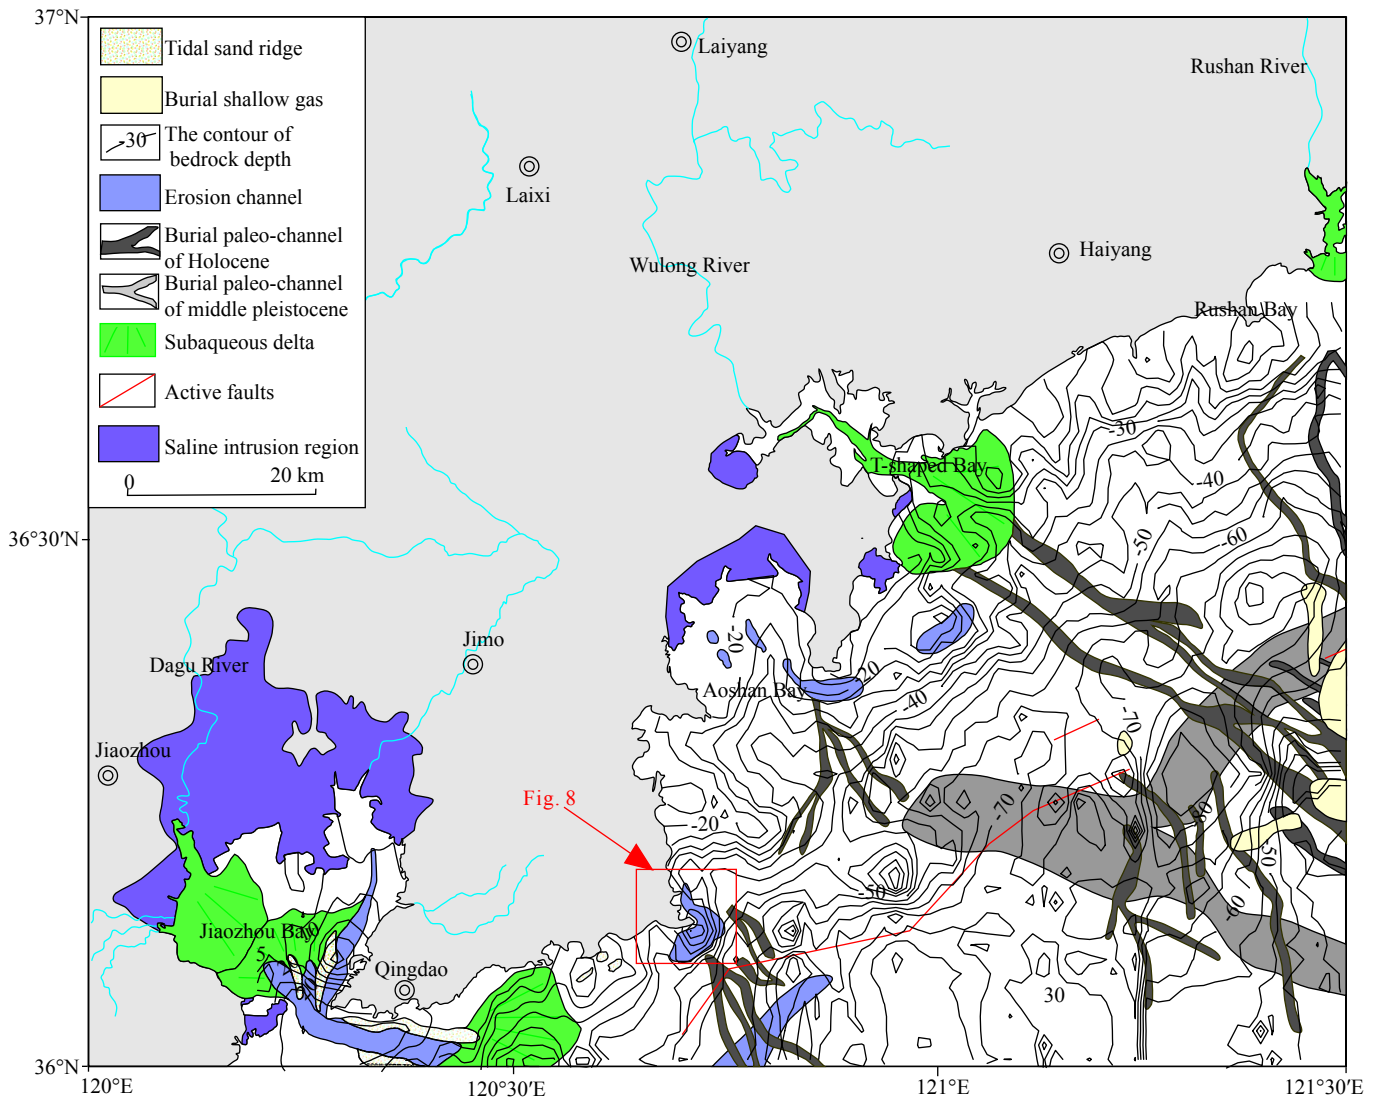 37°N
Tidal sand ridge
Burial shallow gas
-30
The contour of
bedrock depth
Erosion channel
Burial paleo-channel
of Holocene
Burial paleo-channel
of middle pleistocene
Subaqueous delta
Active faults
Saline intrusion region
0
20 km
Laiyang
Rushan River
Laixi
Haiyang
Wulong River
Rushan Bay
-30
T-shaped Bay
-40
36°30′N
-50
-60
-20
Jimo
Dagu River
-20
Aoshan Bay
-40
-70
Jiaozhou
Fig. 8
-70
-80
-20
-50
-50
-60
Jiaozhou Bay
5
Qingdao
30
36°N
120°E
120°30′E
121°E
121°30′E